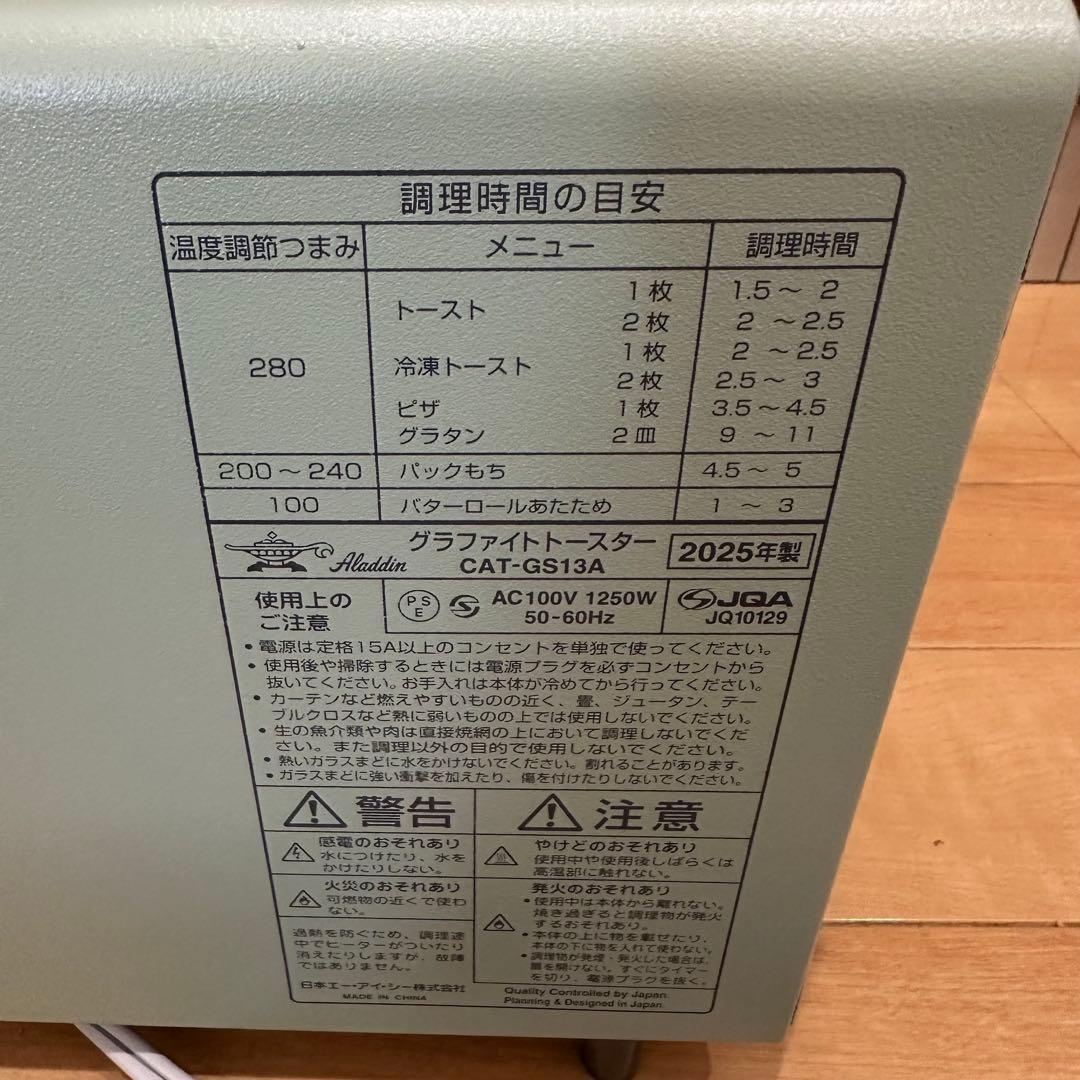 調理時間の目安
温度調節つまみ メニュー 調理時間
280 トースト 1枚 1.5～ 2
2枚 2 ～2.5
冷凍トースト 1枚 2 ～2.5
2枚 2.5～ 3
ピザ 1枚 3.5～4.5
グラタン 2皿 9 ～11
200～240 パックもち 4.5～ 5
100 バターロールあたため 1 ～ 3
Aladdin グラファイトトースター 2025年製
CAT-GS13A
使用上の
ご注意
PSE AC100V 1250W
50-60Hz
JQA
JQ10129
・電源は定格15A以上のコンセントを単独で使ってください。
・使用後や掃除するときには電源プラグを必ずコンセントから
抜いてください。お手入れは本体が冷めてから行ってください。
・カーテンなど燃えやすいものの近く、畳、ジュータン、テー
ブルクロスなど熱に弱いものの上では使用しないでください。
・生の魚介類や肉は直接焼網の上において調理しないでくだ
さい。また調理以外の目的で使用しないでください。
・熱いガラスまどに水をかけないでください。割れることがあります。
・ガラスまどに強い衝撃を加えたり、傷を付けたりしないでください。
警告
感電のおそれあり
水につけたり、水を
かけたりしない。
火災のおそれあり
可燃物の近くで使わ
ない。
過熱を防ぐため、調理途
中でヒーターがついたり
消えたりしますが、故障
ではありません。
日本エー・アイ・シー株式会社
MADE IN CHINA
注意
やけどのおそれあり
使用中や使用後しばらくは
高温部に触れない。
発火のおそれあり
・使用中は本体から離れない。
焼き過ぎると調理物が発火
するおそれあり。
・本体の上に物を載せたり、
本体の下に物を入れて使わない。
・調理物が発煙・発火した場合は、
扉を開けない。すぐにタイマー
を切り、電源プラグを抜く。
Quality Controlled by Japan.
Planning & Designed in Japan.